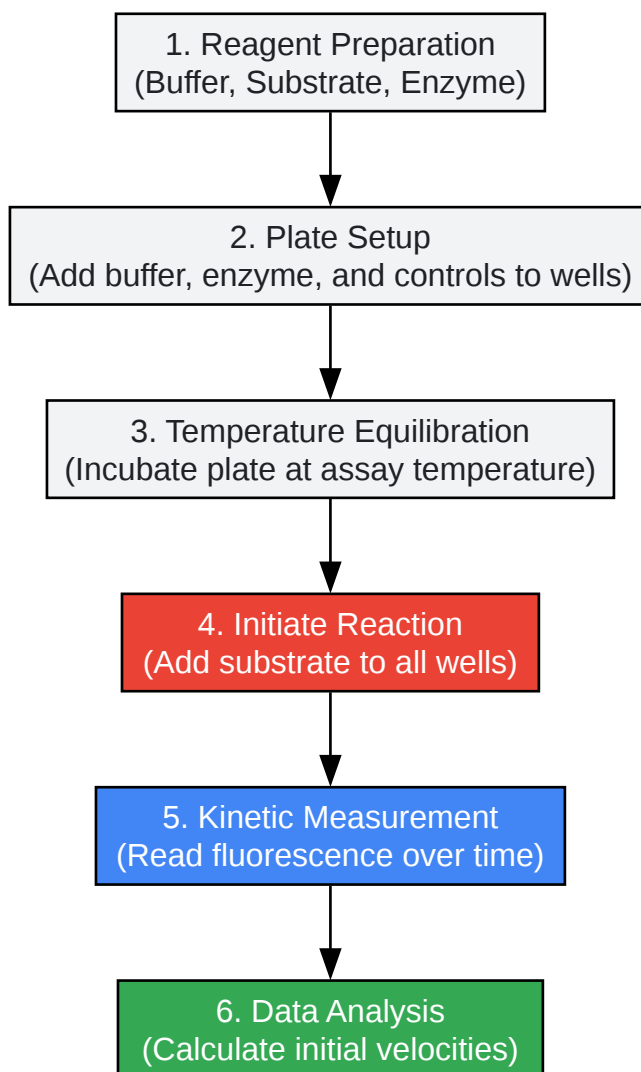 1. Reagent Preparation
(Buffer, Substrate, Enzyme)
2. Plate Setup
(Add buffer, enzyme, and controls to wells)
3. Temperature Equilibration
(Incubate plate at assay temperature)
4. Initiate Reaction
(Add substrate to all wells)
5. Kinetic Measurement
(Read fluorescence over time)
6. Data Analysis
(Calculate initial velocities)